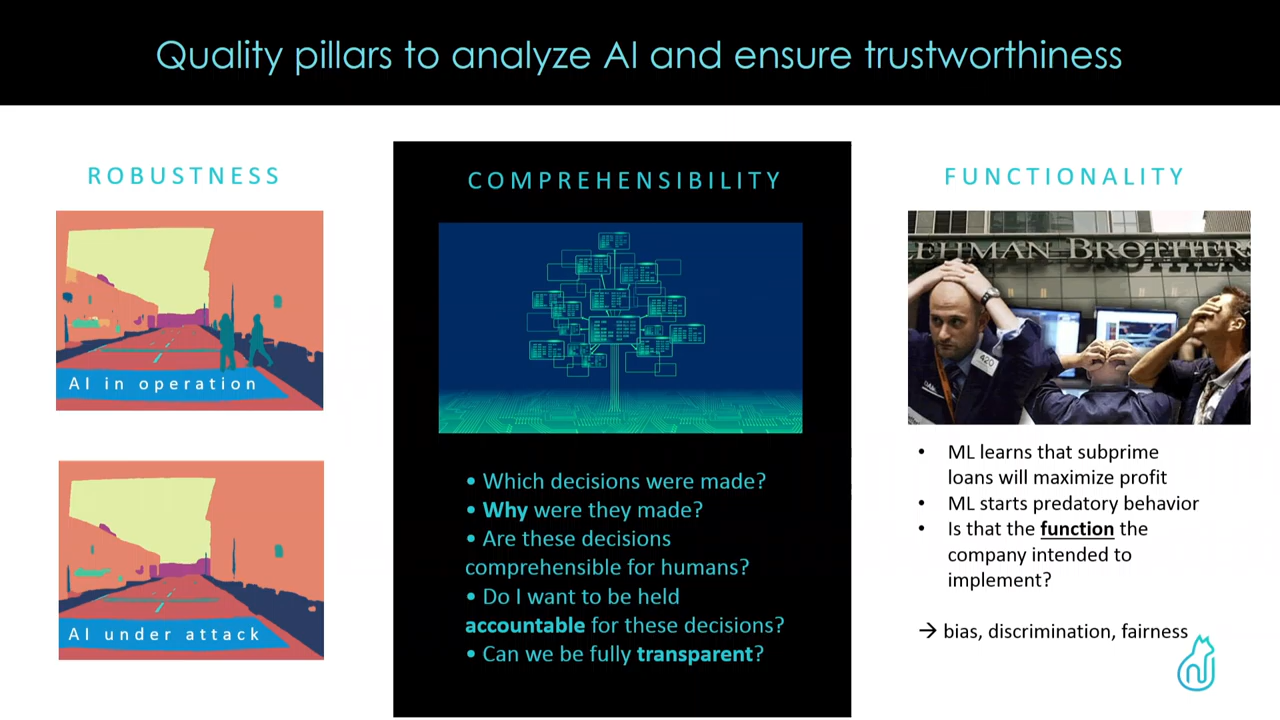 Quality pillars to analyze AI and ensure trustworthiness
ROBUSTNESS
AI in operation
AI under attack
COMPREHENSIBILITY
• Which decisions were made?
• Why were they made?
• Are these decisions
comprehensible for humans?
• Do I want to be held
accountable for these decisions?
• Can we be fully transparent?
FUNCTIONALITY
LEHMAN BROTHERS
420
• ML learns that subprime
loans will maximize profit
• ML starts predatory behavior
• Is that the function the
company intended to
implement?
→ bias, discrimination, fairness